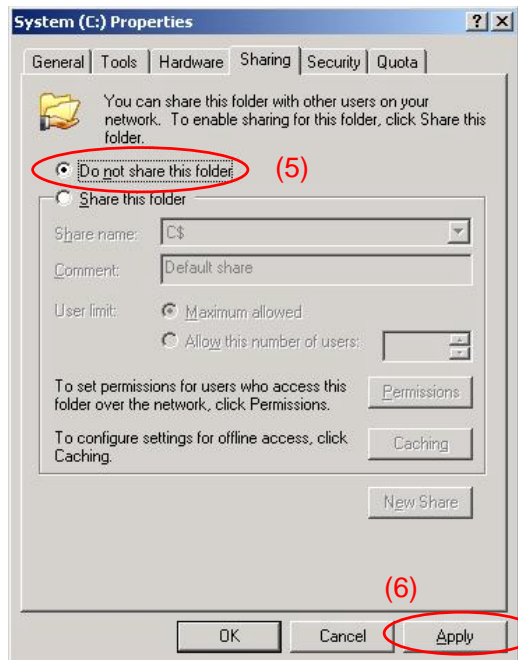 System (C:) Properties
General Tools Hardware Sharing Security Quota
You can share this folder with other users on your
network. To enable sharing for this folder, click Share this
folder.
Do not share this folder (5)
Share this folder
Share name: C$
Comment: Default share
User limit: Maximum allowed
Allow this number of users:
To set permissions for users who access this
folder over the network, click Permissions.
Permissions
To configure settings for offline access, click
Caching.
Caching
New Share
(6)
OK Cancel Apply